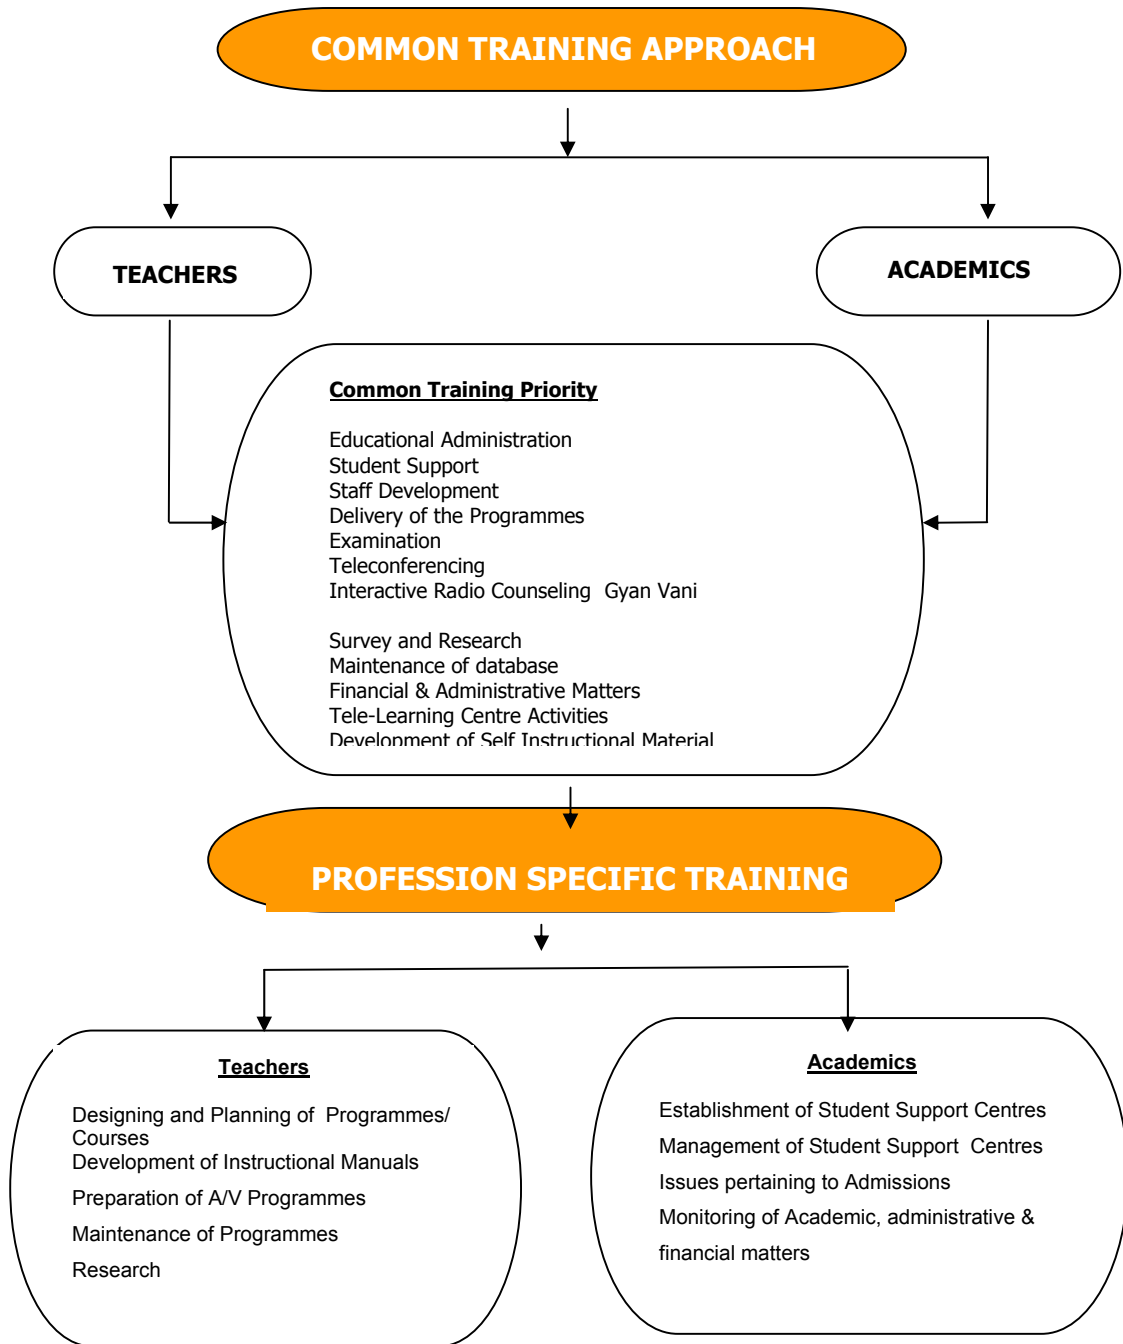 COMMON TRAINING APPROACH
TEACHERS
ACADEMICS
Common Training Priority
Educational Administration
Student Support
Staff Development
Delivery of the Programmes
Examination
Teleconferencing
Interactive Radio Counseling  Gyan Vani
Survey and Research
Maintenance of database
Financial & Administrative Matters
Tele-Learning Centre Activities
Development of Self Instructional Material
PROFESSION SPECIFIC TRAINING
Teachers
Designing and Planning of  Programmes/
Courses
Development of Instructional Manuals
Preparation of A/V Programmes
Maintenance of Programmes
Research
Academics
Establishment of Student Support Centres
Management of Student Support  Centres
Issues pertaining to Admissions
Monitoring of Academic, administrative &
financial matters